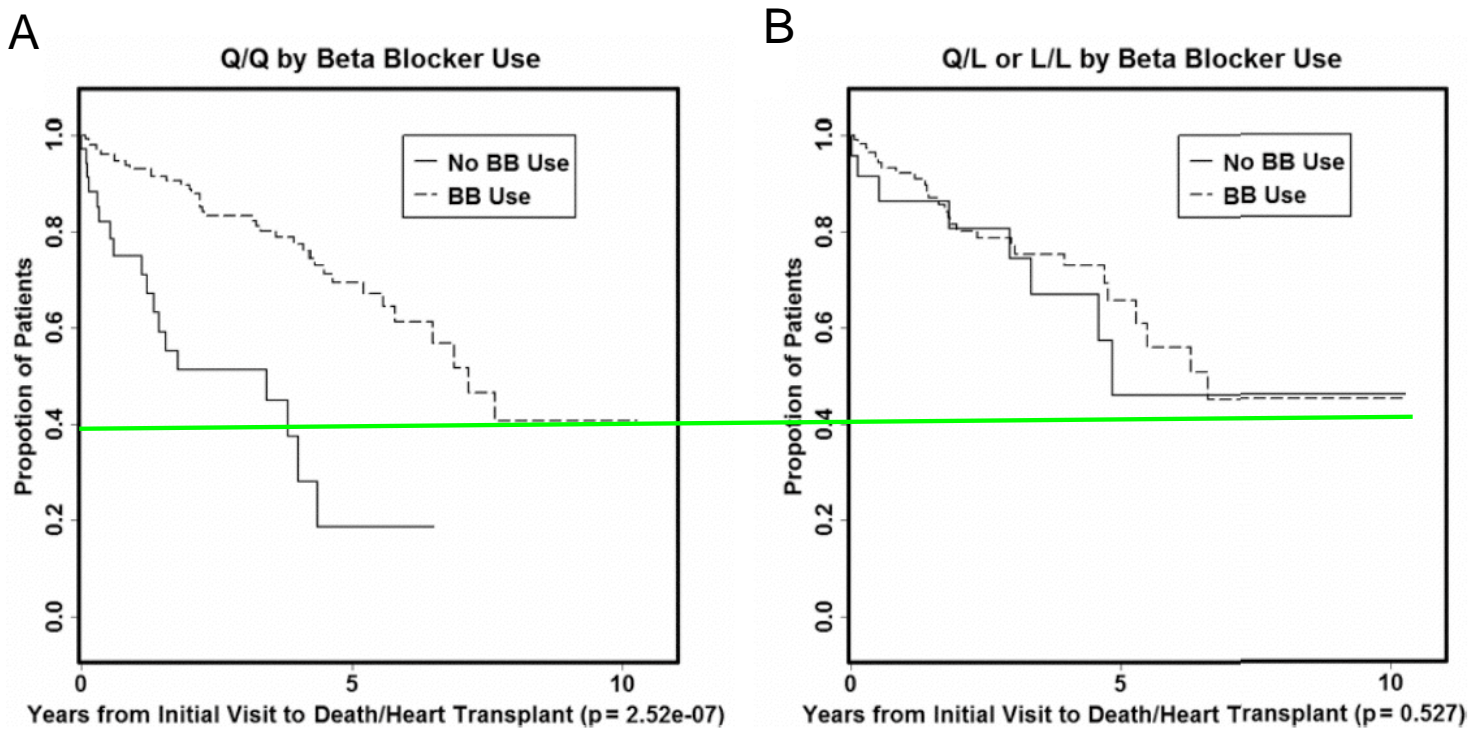 A
Q/Q by Beta Blocker Use
No BB Use
BB Use
Propotion of Patients
1.0
0.8
0.6
0.4
0.2
0.0
0 5 10
Years from Initial Visit to Death/Heart Transplant (p= 2.52e-07)
B
Q/L or L/L by Beta Blocker Use
No BB Use
BB Use
Propotion of Patients
1.0
0.8
0.6
0.4
0.2
0.0
0 5 10
Years from Initial Visit to Death/Heart Transplant (p= 0.527)